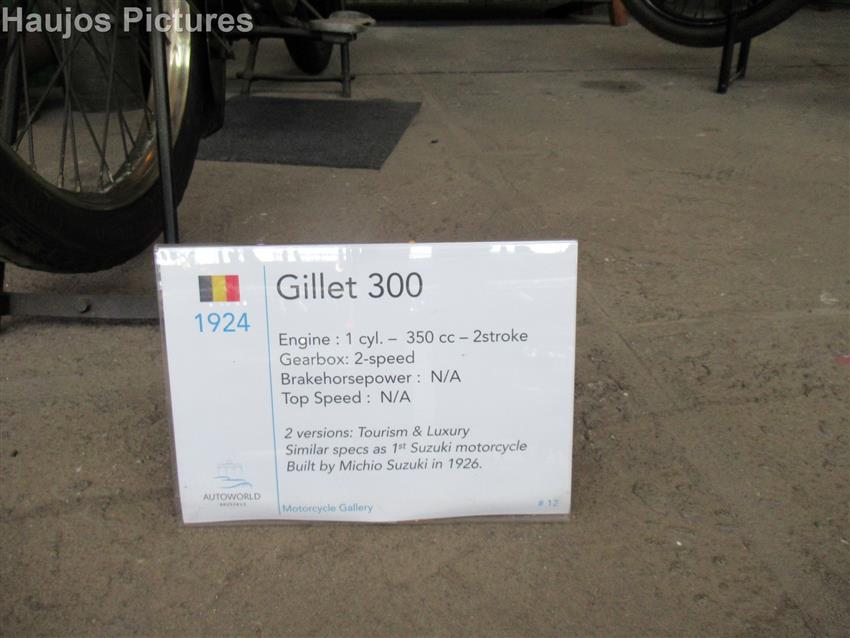 Haujos Pictures
Gillet 300
1924
Engine : 1 cyl. – 350 cc – 2stroke
Gearbox: 2-speed
Brakehorsepower : N/A
Top Speed : N/A
2 versions: Tourism & Luxury
Similar specs as 1st Suzuki motorcycle
Built by Michio Suzuki in 1926.
AUTOWORLD
BRUSSELS
Motorcycle Gallery
# 12